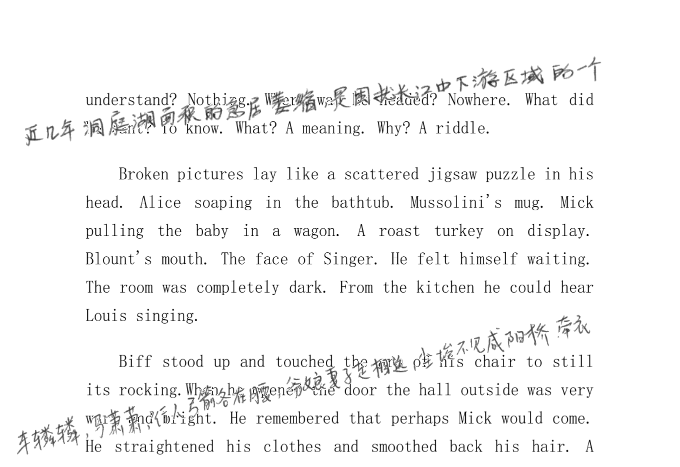 understand? Nothing. Where was he headed? Nowhere. What did
近几年，洞庭湖面积的急居萎缩，是因为长江中下游区域的一个
want? To know. What? A meaning. Why? A riddle.
Broken pictures lay like a scattered jigsaw puzzle in his
head. Alice soaping in the bathtub. Mussolini's mug. Mick
pulling the baby in a wagon. A roast turkey on display.
Blount's mouth. The face of Singer. He felt himself waiting.
The room was completely dark. From the kitchen he could hear
Louis singing.
Biff stood up and touched the of his chair to still
its rocking. When he opened the door the hall outside was very
车辚辚，马萧萧，行人弓箭各在腰，爷娘妻子走相送，尘埃不见咸阳桥，牵衣
and bright. He remembered that perhaps Mick would come.
He straightened his clothes and smoothed back his hair. A